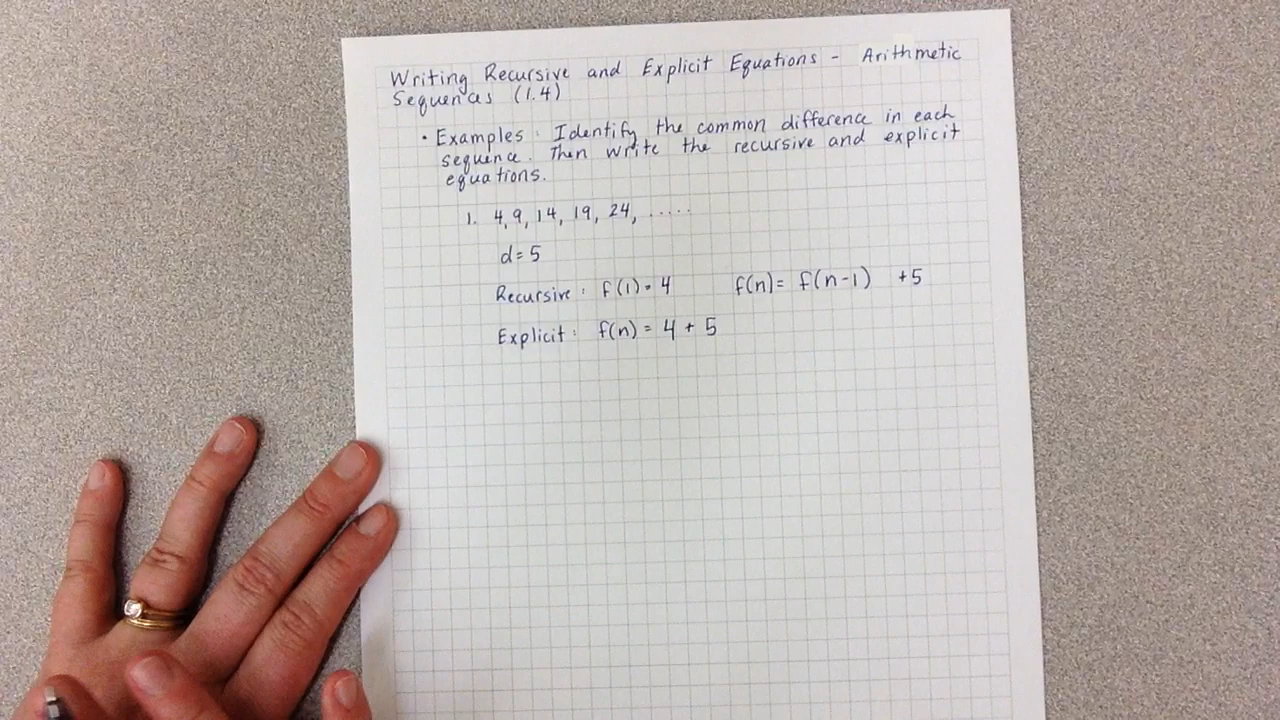 Writing Recursive and Explicit Equations - Arithmetic
Sequences (1.4)
• Examples: Identify the common difference in each
sequence. Then write the recursive and explicit
equations.
1. 4, 9, 14, 19, 24, .....
d = 5
Recursive: f(1) = 4 f(n) = f(n-1) +5
Explicit: f(n) = 4 + 5